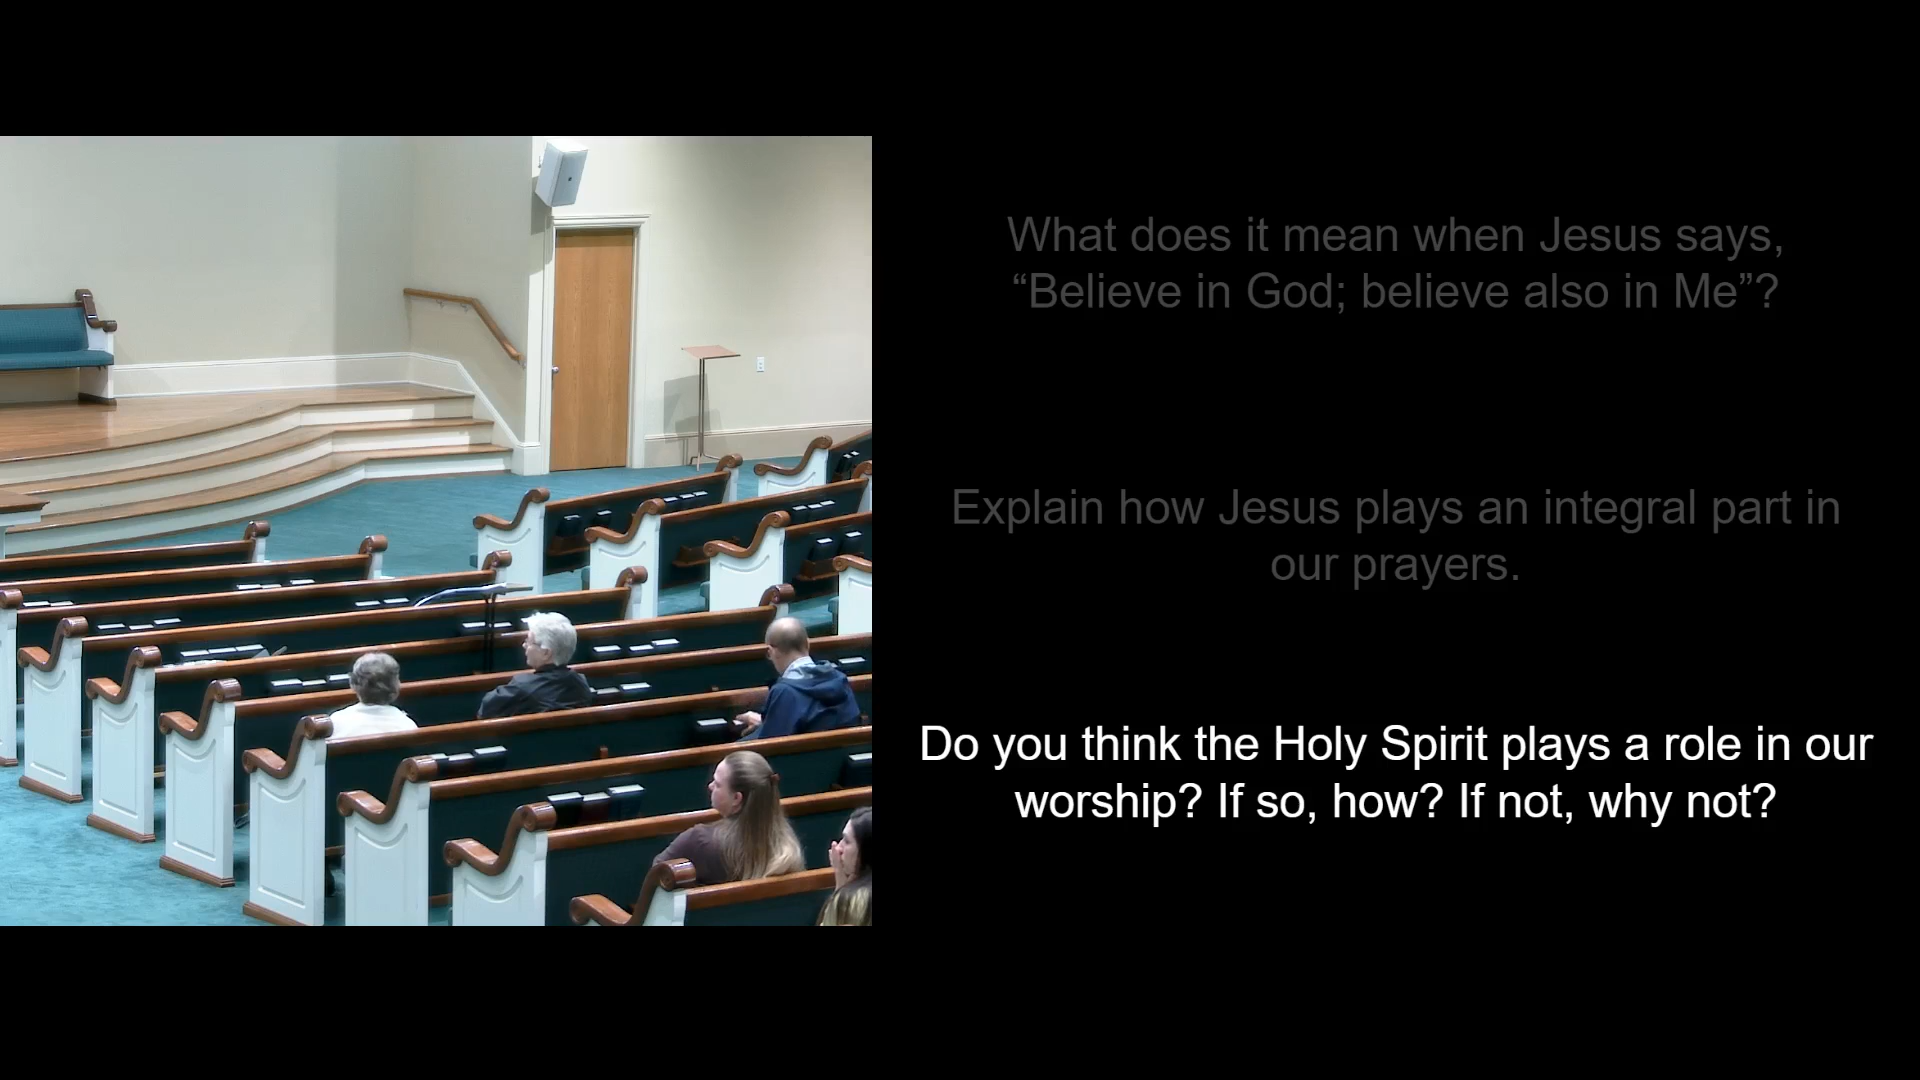 What does it mean when Jesus says,
“Believe in God; believe also in Me”?
Explain how Jesus plays an integral part in
our prayers.
Do you think the Holy Spirit plays a role in our
worship? If so, how? If not, why not?